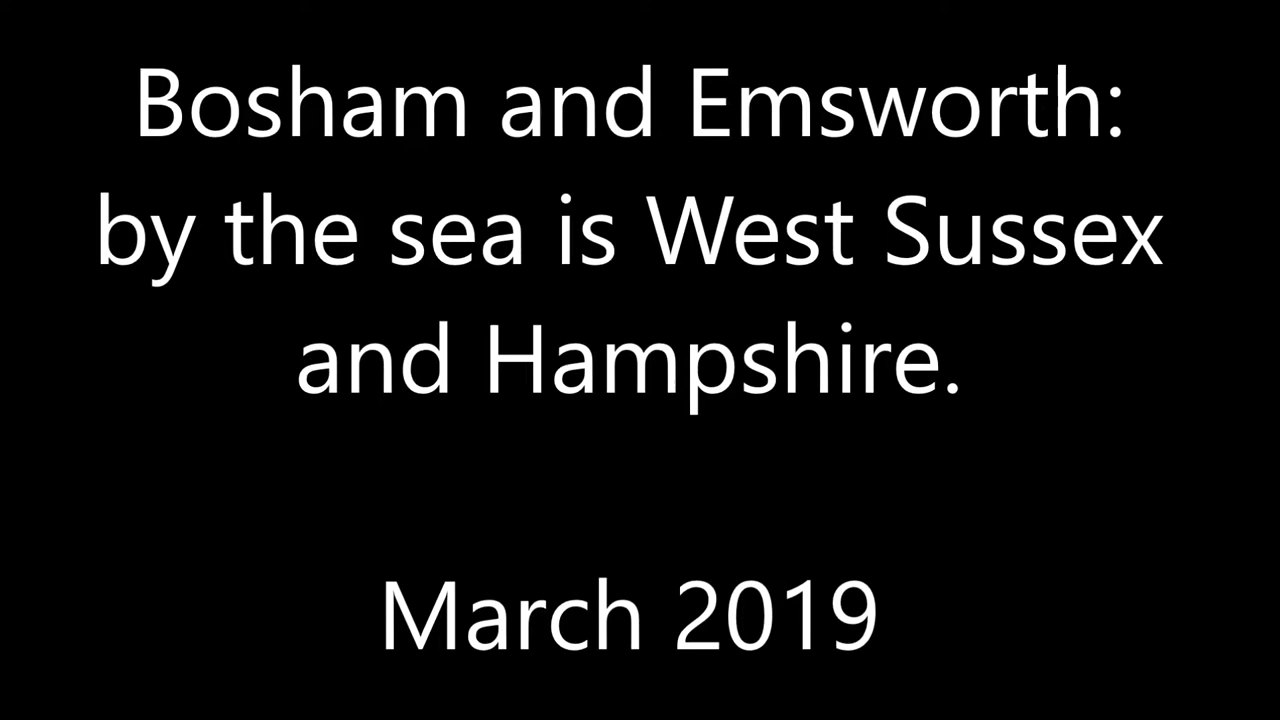 Bosham and Emsworth:
by the sea is West Sussex
and Hampshire.
March 2019